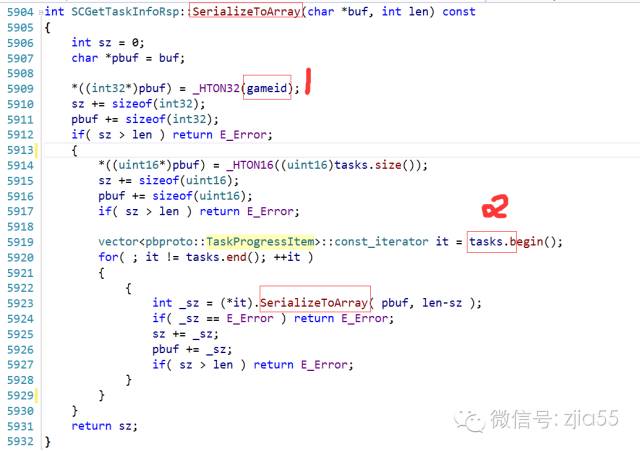 5904 int SCGetTaskInfoRsp::SerializeToArray(char *buf, int len) const
5905 {
5906 int sz = 0;
5907 char *pbuf = buf;
5908
5909 *((int32*)pbuf) = _HTON32(gameid); 1
5910 sz += sizeof(int32);
5911 pbuf += sizeof(int32);
5912 if( sz > len ) return E_Error;
5913 {
5914 *((uint16*)pbuf) = _HTON16((uint16)tasks.size());
5915 sz += sizeof(uint16);
5916 pbuf += sizeof(uint16);
5917 if( sz > len ) return E_Error;
5918
2
5919 vector<pbproto::TaskProgressItem>::const_iterator it = tasks.begin();
5920 for( ; it != tasks.end(); ++it )
5921 {
5922 {
5923 int _sz = (*it).SerializeToArray( pbuf, len-sz );
5924 if( _sz == E_Error ) return E_Error;
5925 sz += _sz;
5926 pbuf += _sz;
5927 if( sz > len ) return E_Error;
5928 }
5929 }
5930 }
5931 return sz;
5932 }
微信号: zjia55